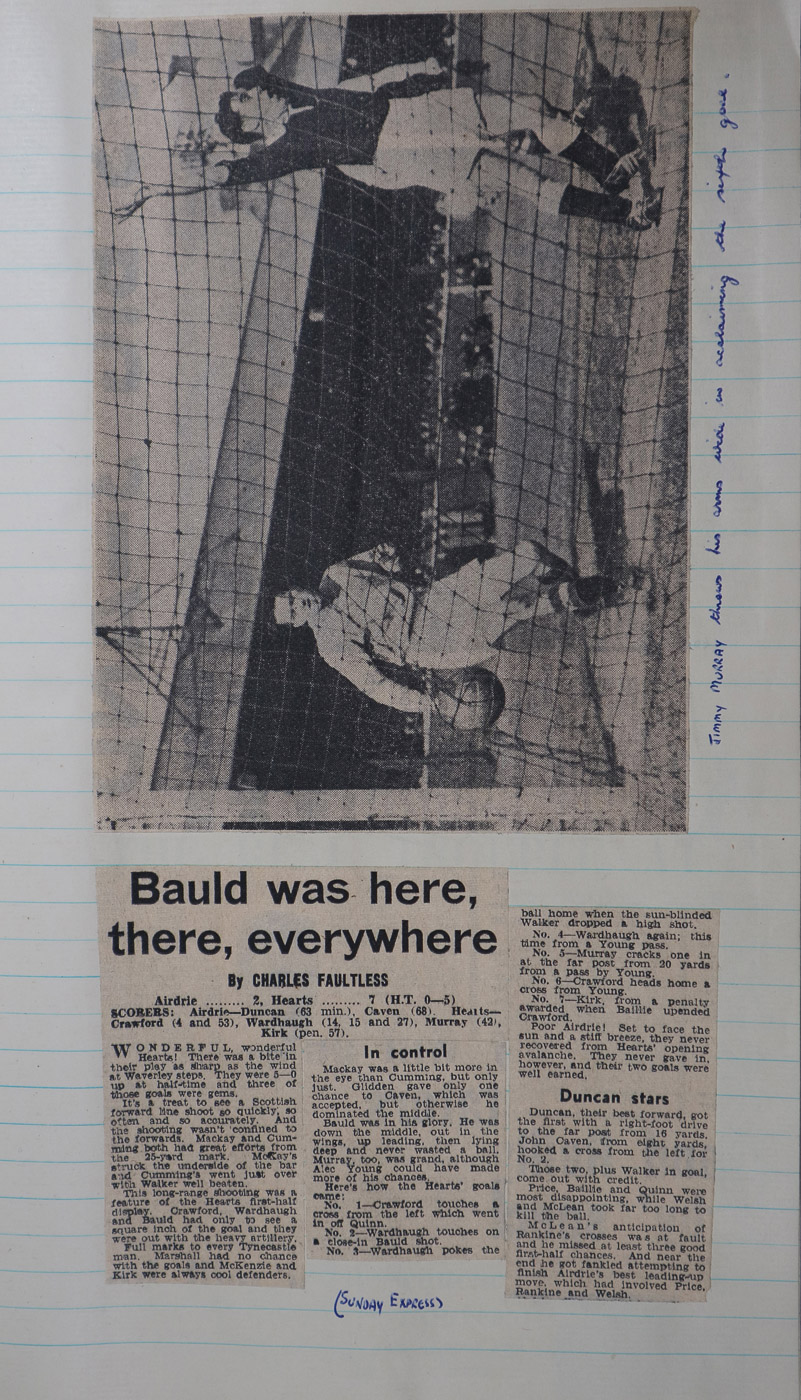 Jimmy MURRAY throws his arms wide in acclaiming the sixth goal.
Bauld was here,
there, everywhere
By CHARLES FAULTLESS
Airdrie ......... 2, Hearts ......... 7 (H.T. 0—5)
SCORERS: Airdrie—Duncan (63 min.), Caven (68). Hearts—
Crawford (4 and 53), Wardhaugh (14, 15 and 27), Murray (42),
Kirk (pen. 57).
WONDERFUL, wonderful
Hearts! There was a bite in
their play as sharp as the wind
at Waverley steps. They were 5—0
up at half-time and three of
those goals were gems.
It's a treat to see a Scottish
forward line shoot so quickly, so
often and so accurately. And
the shooting wasn't confined to
the forwards. Mackay and Cum-
ming both had great efforts from
the 25-yard mark. McKay's
struck the underside of the bar
and Cumming's went just over
with Walker well beaten.
This long-range shooting was a
feature of the Hearts first-half
display. Crawford, Wardhaugh
and Bauld had only to see a
square inch of the goal and they
were out with the heavy artillery.
Full marks to every Tynecastle
man. Marshall had no chance
with the goals and McKenzie and
Kirk were always cool defenders.
In control
Mackay was a little bit more in
the eye than Cumming, but only
just. Glidden gave only one
chance to Caven, which was
accepted, but otherwise he
dominated the middle.
Bauld was in his glory. He was
down the middle, out in the
wings, up leading, then lying
deep and never wasted a ball.
Murray, too, was grand, although
Alec Young could have made
more of his chances.
Here's how the Hearts' goals
came:
No. 1—Crawford touches a
cross from the left which went
in off Quinn.
No. 2—Wardhaugh touches on
a close-in Bauld shot.
No. 3—Wardhaugh pokes the
ball home when the sun-blinded
Walker dropped a high shot.
No. 4—Wardhaugh again; this
time from a Young pass.
No. 5—Murray cracks one in
at the far post from 20 yards
from a pass by Young.
No. 6—Crawford heads home a
cross from Young.
No. 7—Kirk, from a penalty
awarded when Baillie upended
Crawford.
Poor Airdrie! Set to face the
sun and a stiff breeze, they never
recovered from Hearts' opening
avalanche. They never gave in,
however, and their two goals were
well earned.
Duncan stars
Duncan, their best forward, got
the first with a right-foot drive
to the far post from 16 yards.
John Caven, from eight yards,
hooked a cross from the left for
No. 2.
Those two, plus Walker in goal,
come out with credit.
Price, Baillie and Quinn were
most disappointing, while Welsh
and McLean took far too long to
kill the ball.
McLean's anticipation of
Rankine's crosses was at fault
and he missed at least three good
first-half chances. And near the
end he got fankled attempting to
finish Airdrie's best leading-up
move, which had involved Price,
Rankine and Welsh.
(SUNDAY EXPRESS)